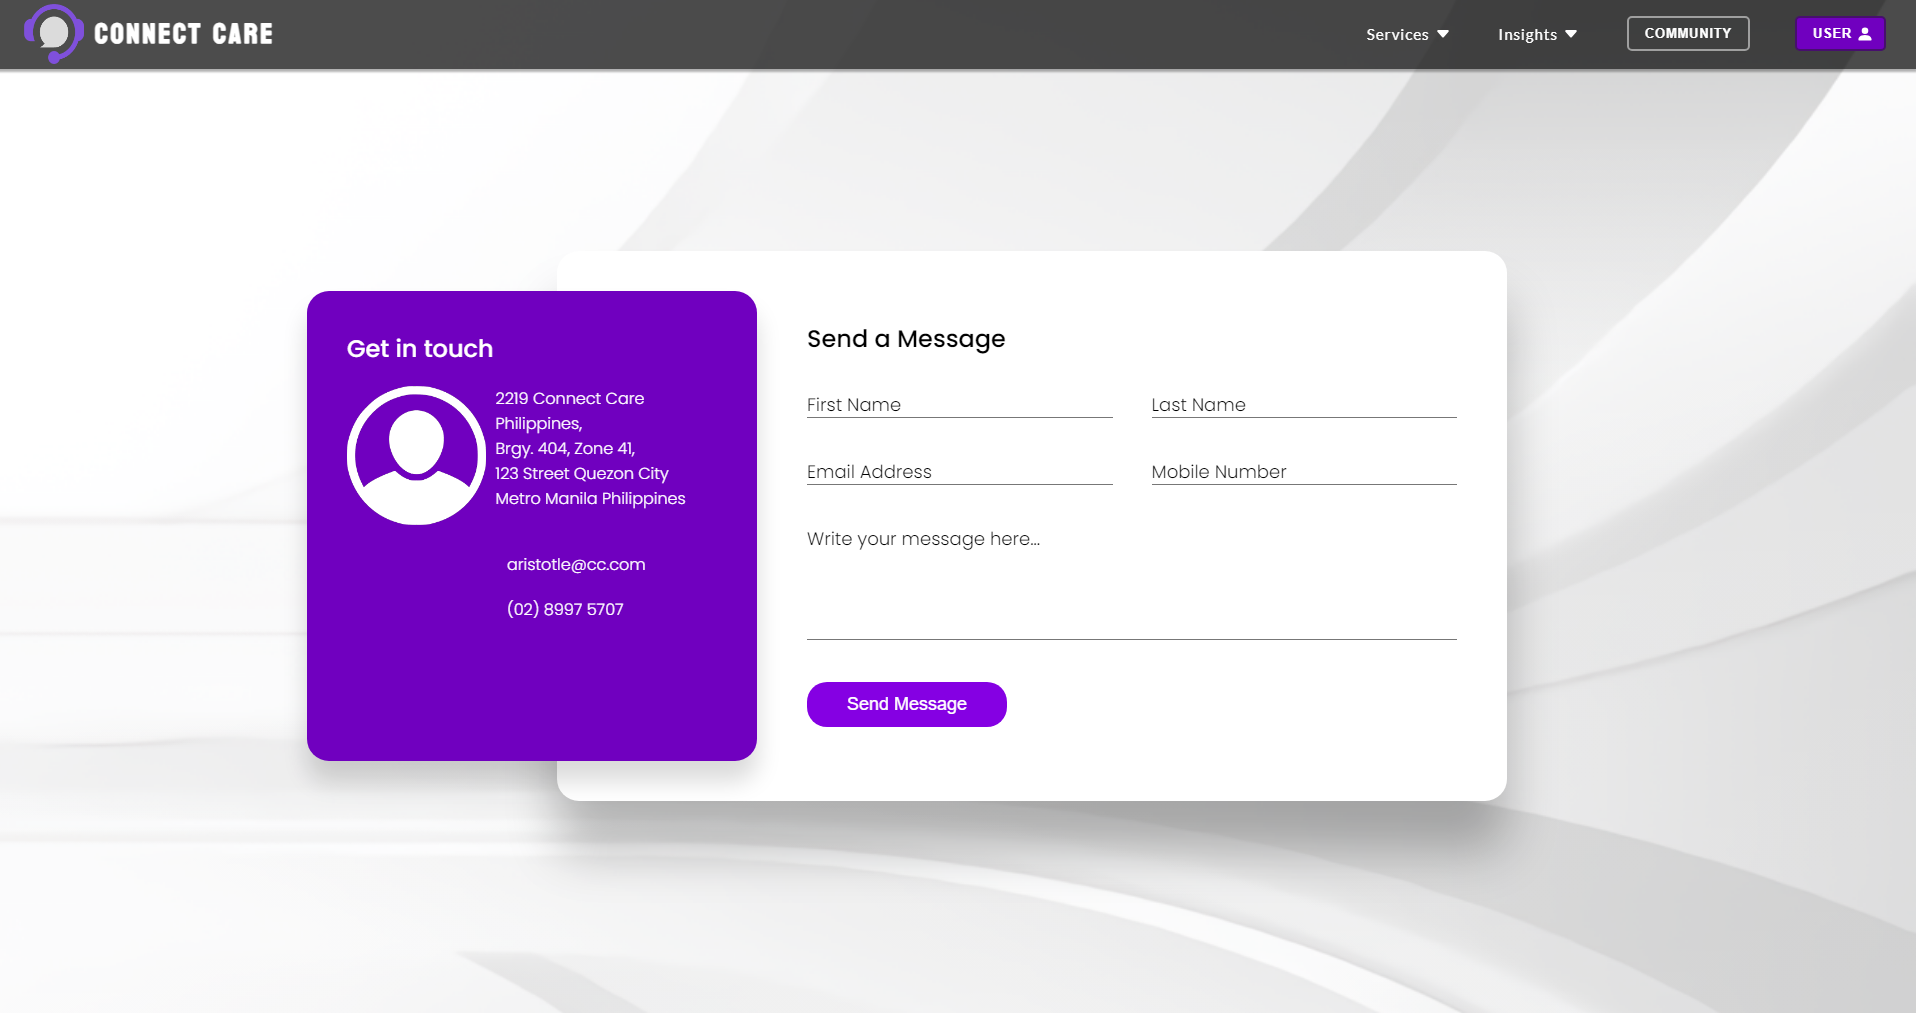 CONNECT CARE
Services
Insights
COMMUNITY
USER
Get in touch
2219 Connect Care
Philippines,
Brgy. 404, Zone 41,
123 Street Quezon City
Metro Manila Philippines
aristotle@cc.com
(02) 8997 5707
Send a Message
First Name
Last Name
Email Address
Mobile Number
Write your message here...
Send Message